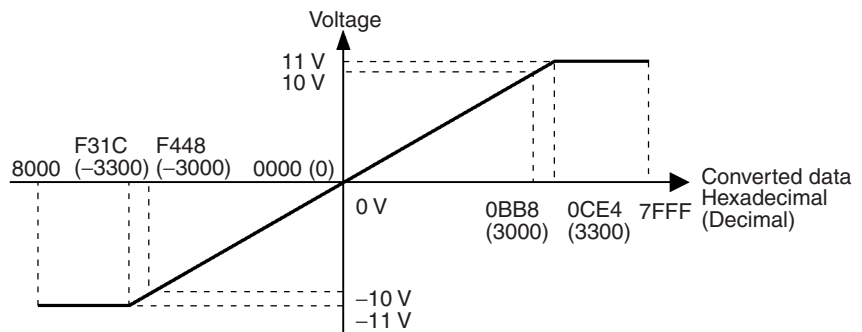 Voltage
11 V
10 V
F31C F448
8000 (−3300) (−3000) 0000 (0)
Converted data
Hexadecimal
(Decimal)
0 V
0BB8 0CE4 7FFF
(3000) (3300)
−10 V
−11 V